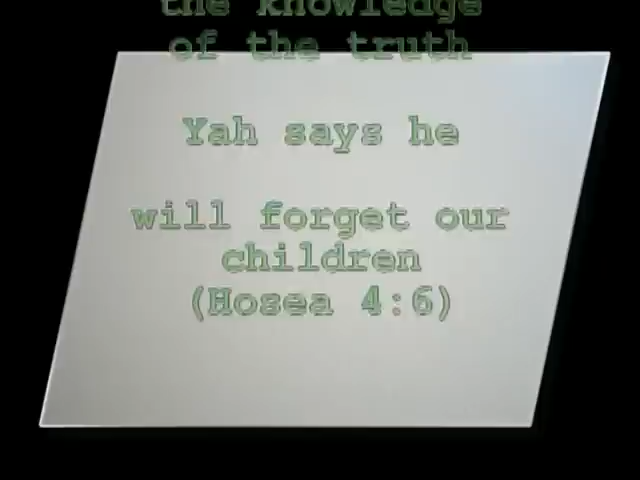 the knowledge
of the truth
Yah says he
will forget our
children
(Hosea 4:6)